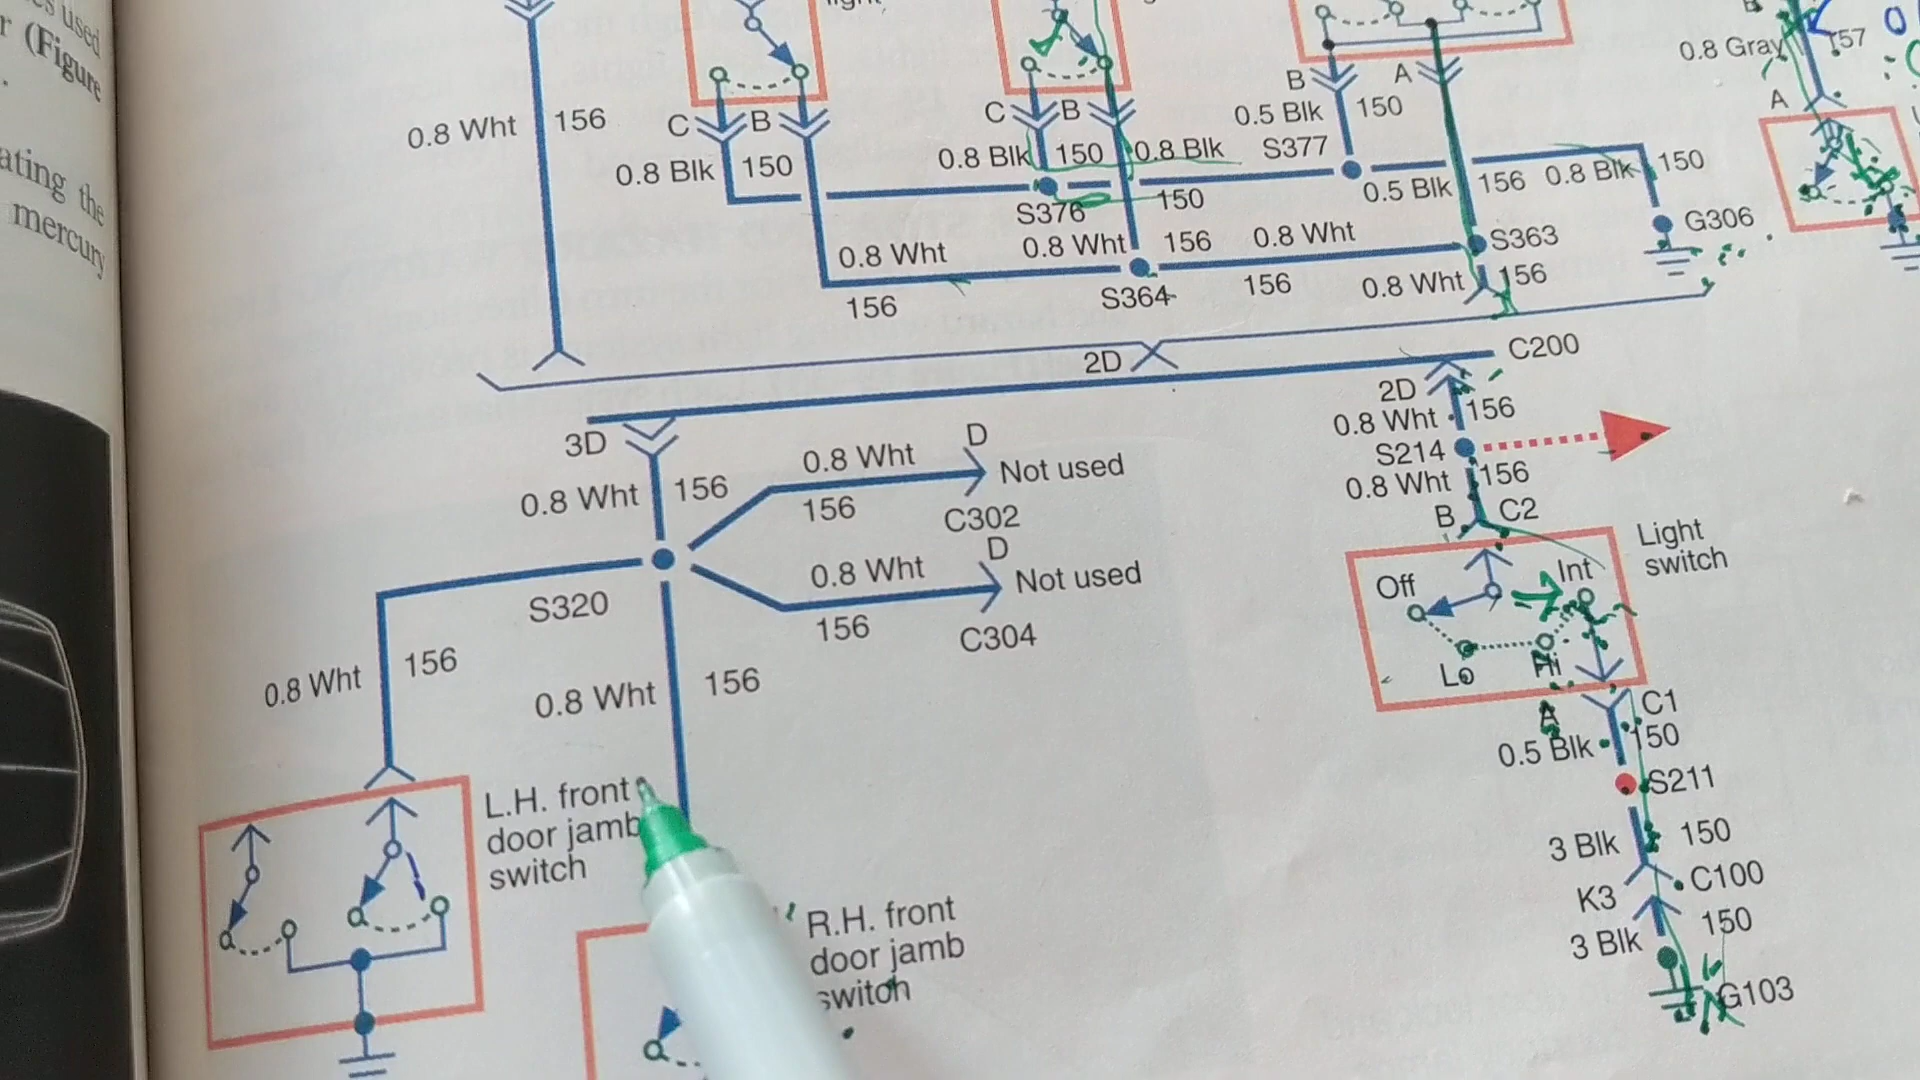 es used
r (Figure
ating the
mercury
0.8 Wht
156
C
B
0.8 Blk
150
C
B
0.8 Blk
150
0.8 Blk
S376
150
0.8 Wht
156
0.8 Wht
156
S364
0.8 Wht
156
B
A
0.5 Blk
150
S377
0.5 Blk
156
0.8 Blk
150
S363
G306
0.8 Wht
156
0.8 Gray
157
A
2D
C200
3D
0.8 Wht
156
0.8 Wht
156
D
Not used
C302
0.8 Wht
156
D
Not used
C304
S320
0.8 Wht
156
0.8 Wht
156
L.H. front
door jamb
switch
R.H. front
door jamb
switch
2D
0.8 Wht
156
S214
0.8 Wht
156
B
C2
Light
switch
Off
Int
Lo
Hi
A
C1
0.5 Blk
150
S211
3 Blk
150
K3
C100
3 Blk
150
G103